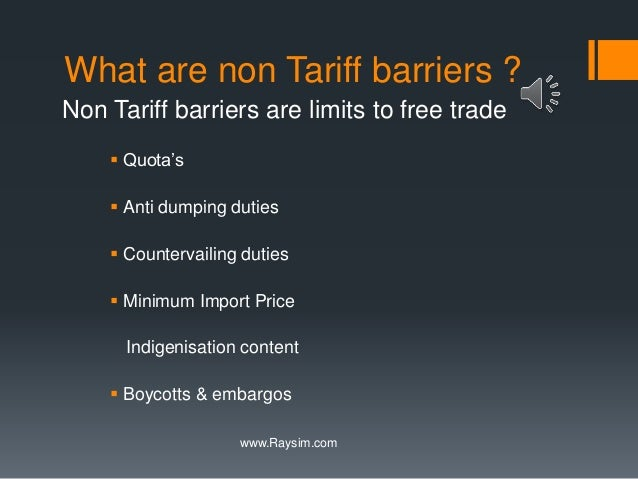 What are non Tariff barriers ?
Non Tariff barriers are limits to free trade
Quota’s
Anti dumping duties
Countervailing duties
Minimum Import Price
Indigenisation content
Boycotts & embargos
www.Raysim.com